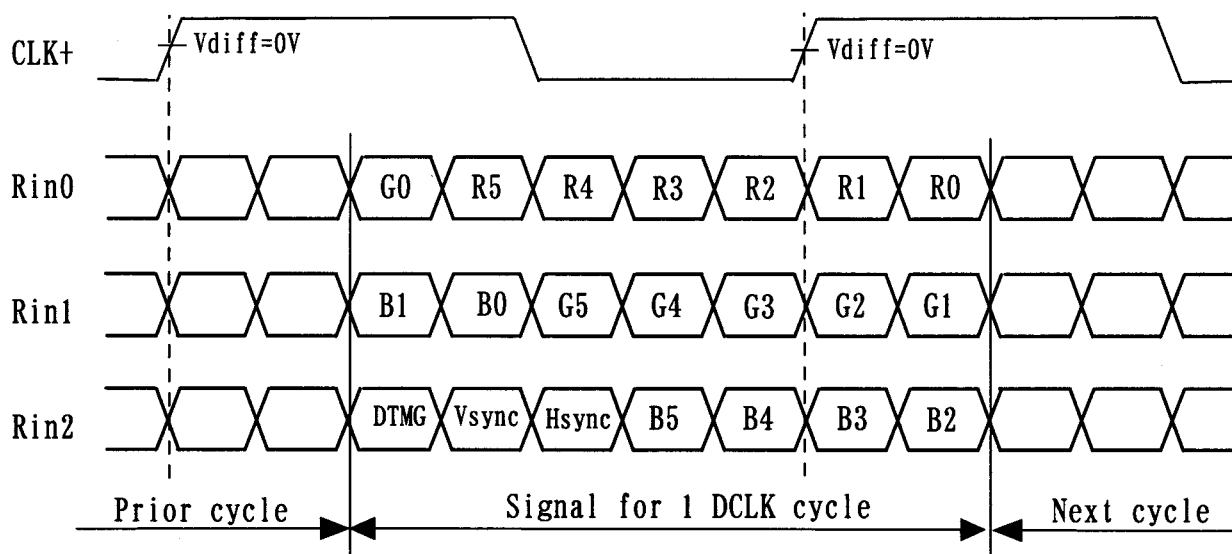 CLK+ Vdiff=0V Vdiff=0V
Rin0 G0 R5 R4 R3 R2 R1 R0
Rin1 B1 B0 G5 G4 G3 G2 G1
Rin2 DTMG Vsync Hsync B5 B4 B3 B2
Prior cycle Signal for 1 DCLK cycle Next cycle